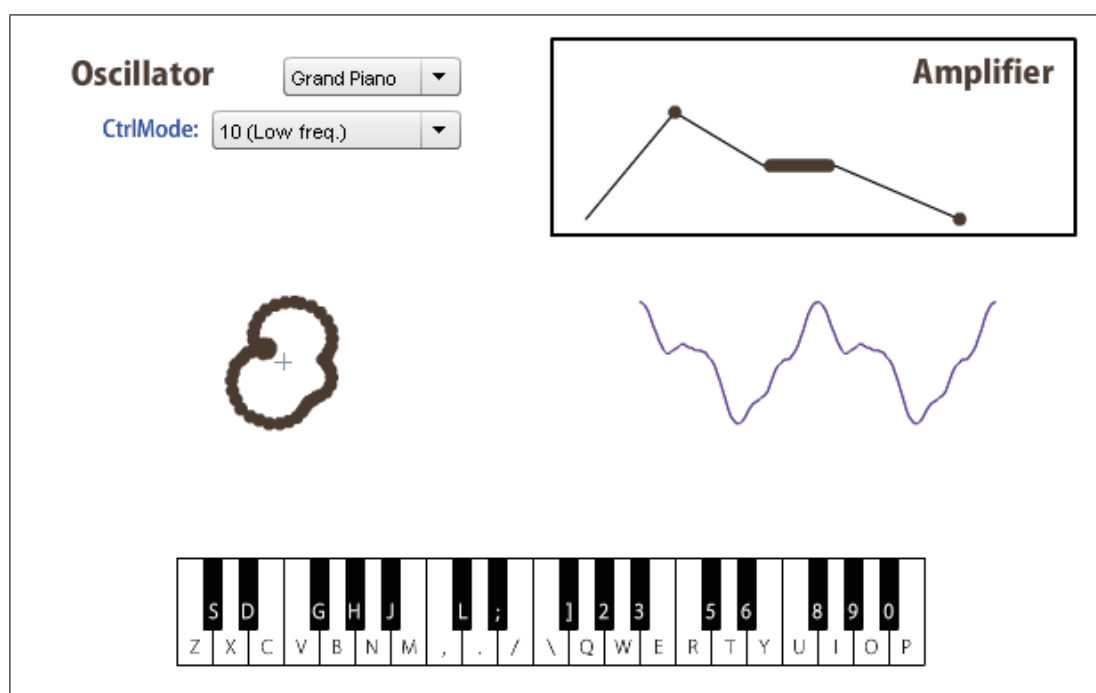 Oscillator
Grand Piano
Amplifier
CtrlMode:
10 (Low freq.)
S D G H J L ; ] 2 3 5 6 8 9 0
Z X C V B N M , . / \ Q W E R T Y U I O P